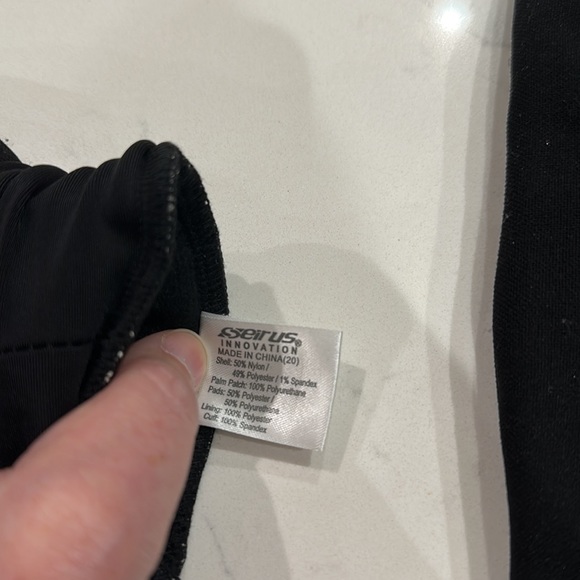 Seirus®
INNOVATION
MADE IN CHINA(20)
Shell: 50% Nylon /
49% Polyester / 1% Spandex
Palm Patch: 100% Polyurethane
Pads: 50% Polyester /
50% Polyurethane
Lining: 100% Polyester
Cuff: 100% Spandex